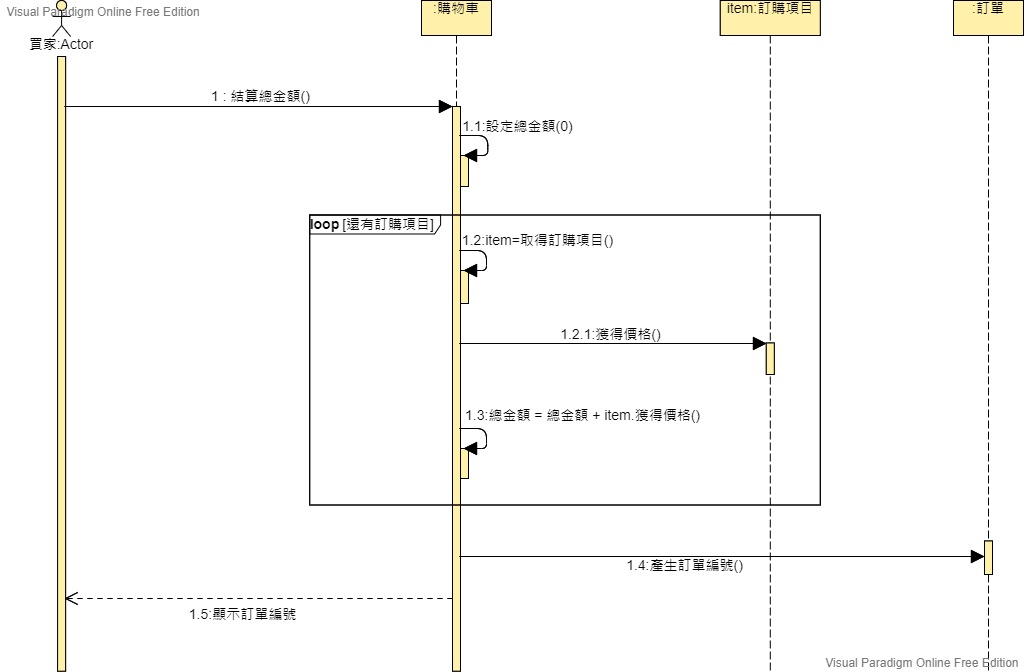 Visual Paradigm Online Free Edition
:購物車
item:訂購項目
:訂單
買家:Actor
1 : 結算總金額()
1.1:設定總金額(0)
loop [還有訂購項目]
1.2:item=取得訂購項目()
1.2.1:獲得價格()
1.3:總金額 = 總金額 + item.獲得價格()
1.4:產生訂單編號()
1.5:顯示訂單編號
Visual Paradigm Online Free Edition